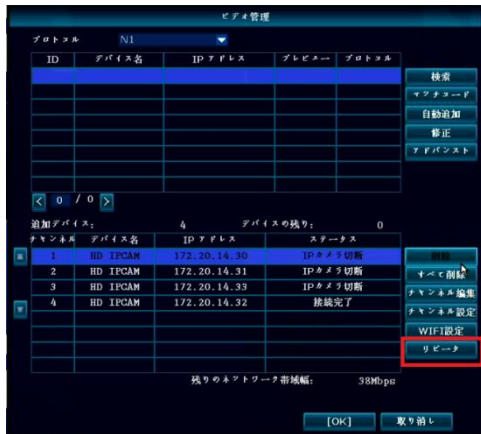 ビデオ管理
プロトコル N1
ID デバイス名 IP アドレス プレビュー プロトコル
検索
マッチコード
自動追加
修正
アドバンスト
0 / 0
追加デバイス: 4 デバイスの残り: 0
チャンネル デバイス名 IP アドレス ステータス
1 HD IPCAM 172.20.14.30 IPカメラ切断
削除
2 HD IPCAM 172.20.14.31 IPカメラ切断
すべて削除
3 HD IPCAM 172.20.14.33 IPカメラ切断
チャンネル編集
4 HD IPCAM 172.20.14.32 接続完了
チャンネル設定
WIFI設定
リピータ
残りのネットワーク帯域幅: 38Mbps
[OK] 取り消し